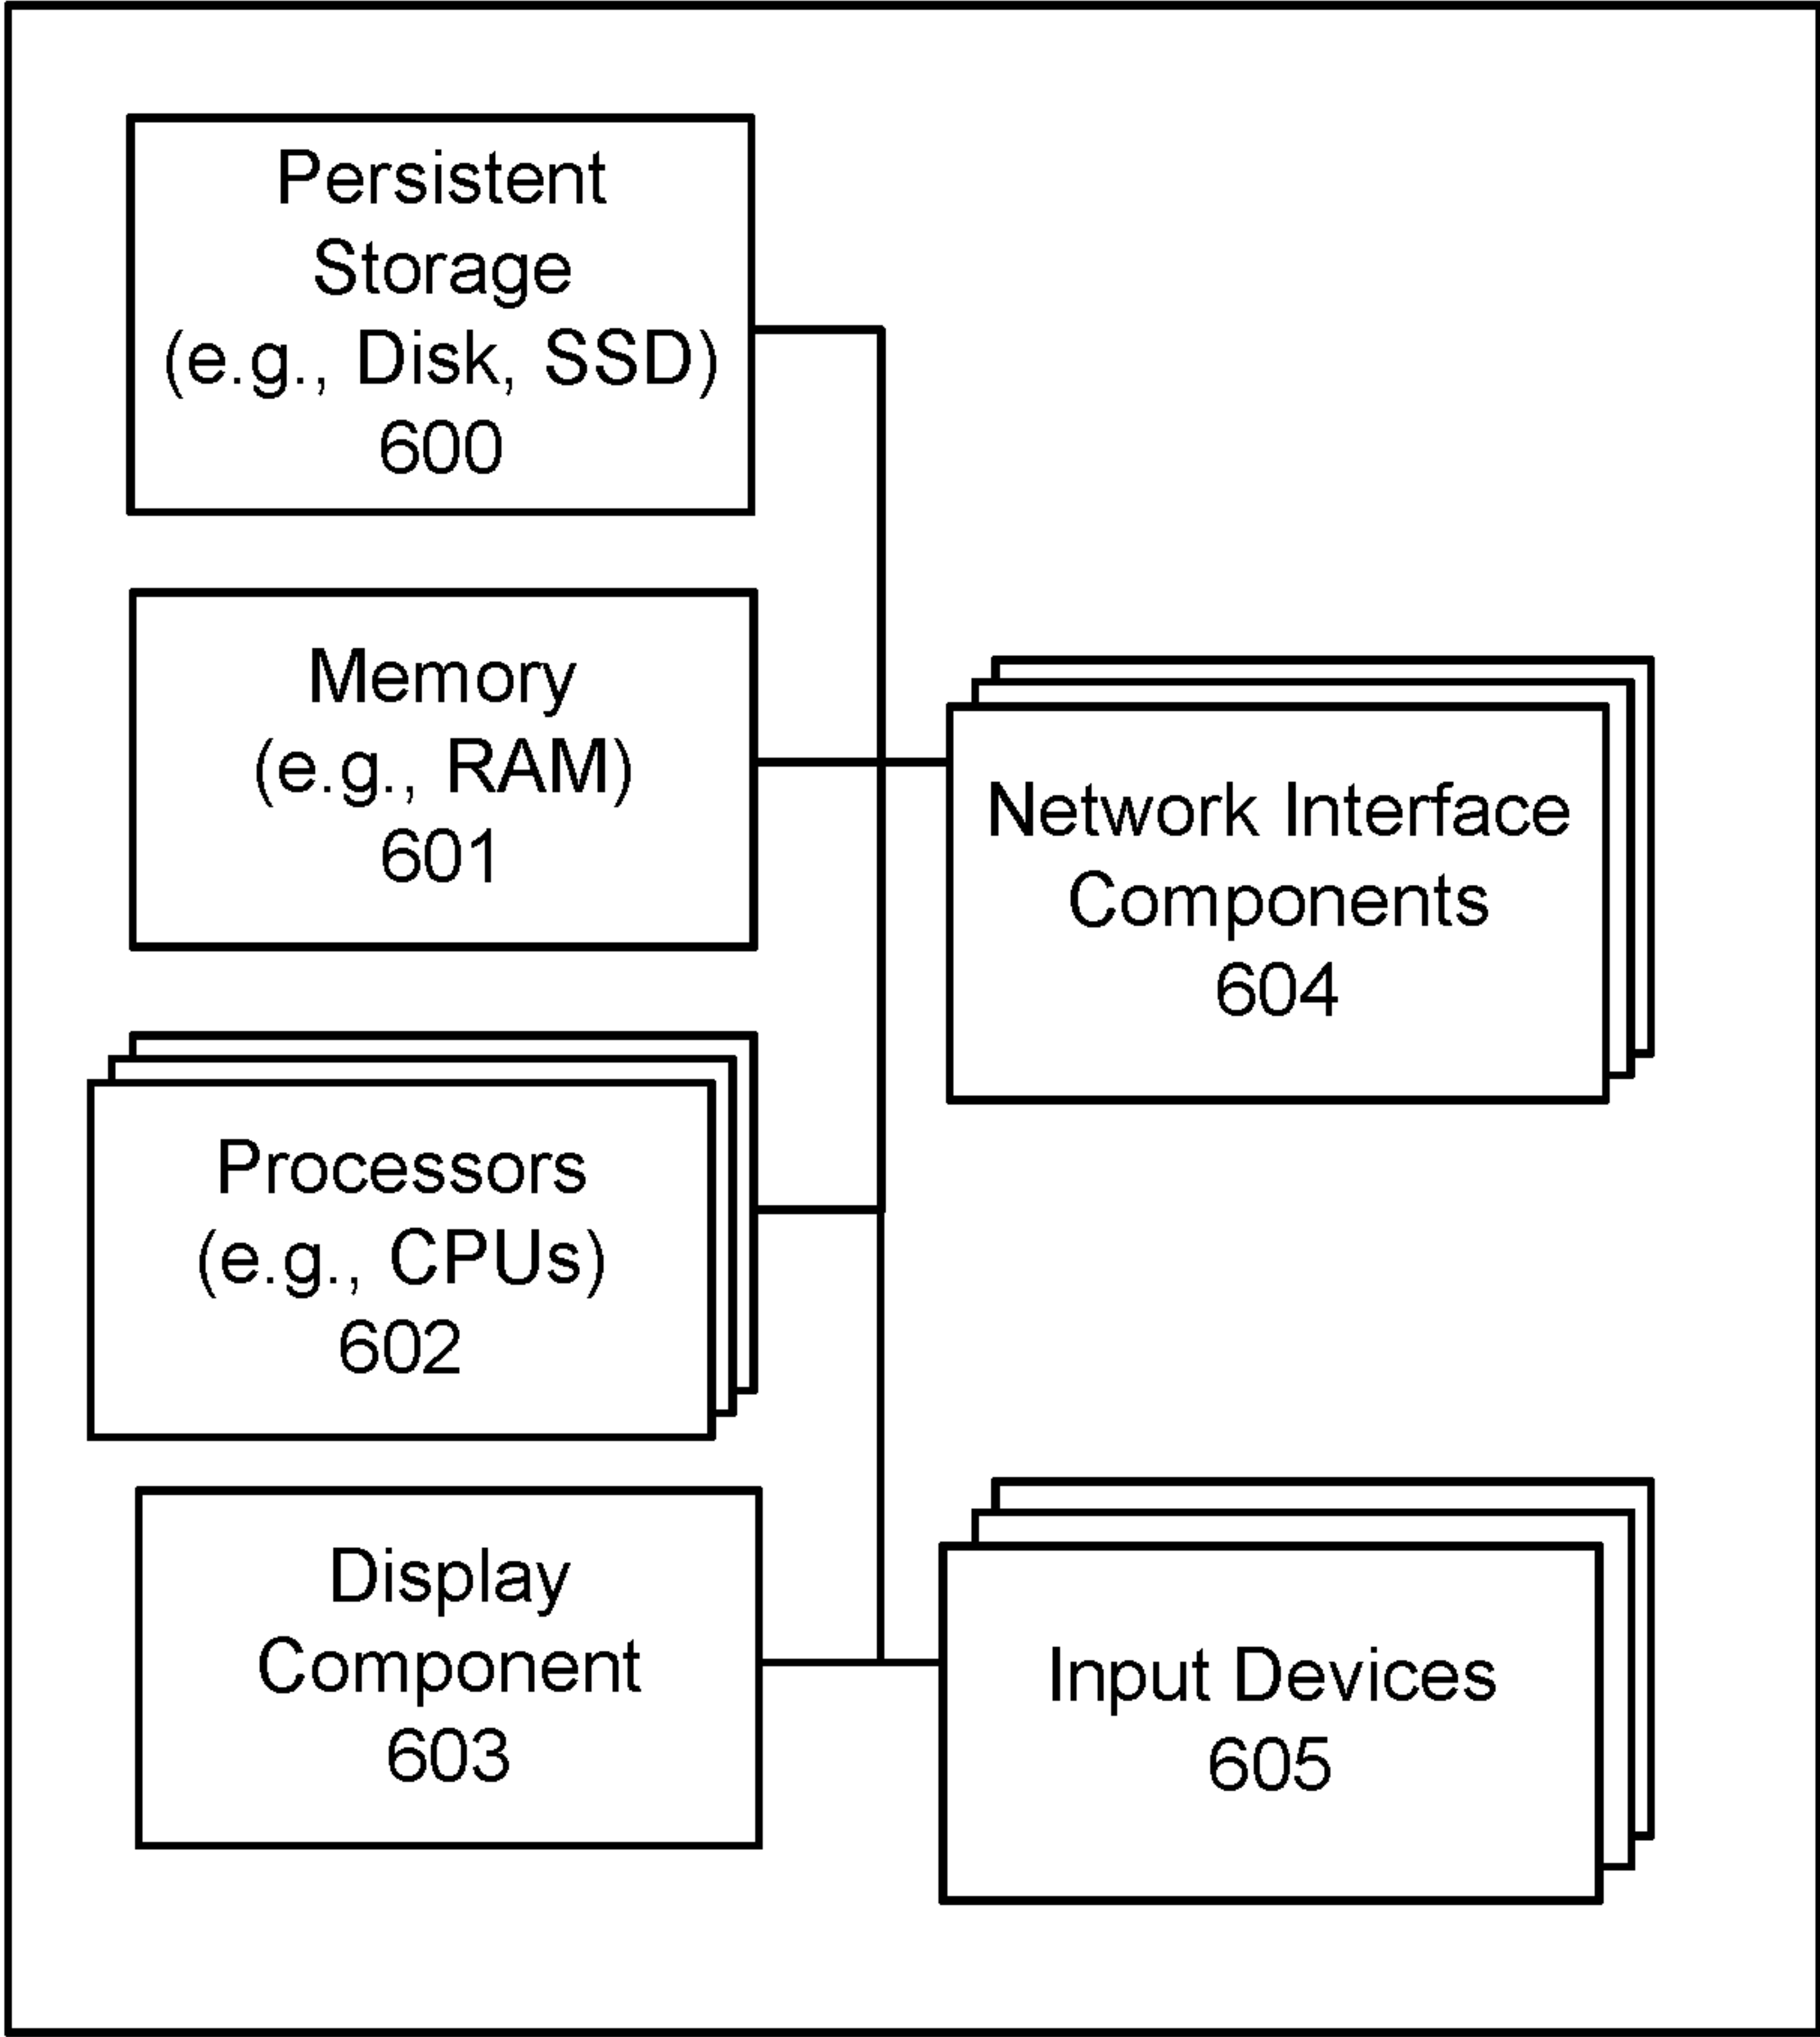 Persistent
Storage
(e.g., Disk, SSD)
600
Memory
(e.g., RAM)
601
Processors
(e.g., CPUs)
602
Display
Component
603
Network Interface
Components
604
Input Devices
605